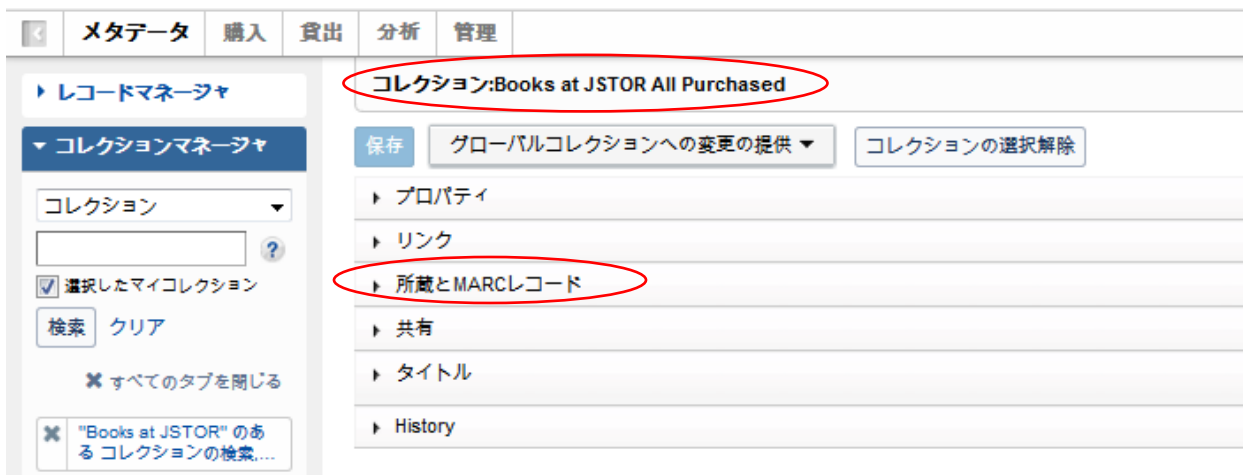 メタデータ 購入 貸出 分析 管理
レコードマネージャ
コレクションマネージャ
コレクション
?
選択したマイコレクション
検索 クリア
すべてのタブを閉じる
"Books at JSTOR" のあ
る コレクションの検索,...
コレクション:Books at JSTOR All Purchased
保存 グローバルコレクションへの変更の提供 コレクションの選択解除
プロパティ
リンク
所蔵とMARCレコード
共有
タイトル
History